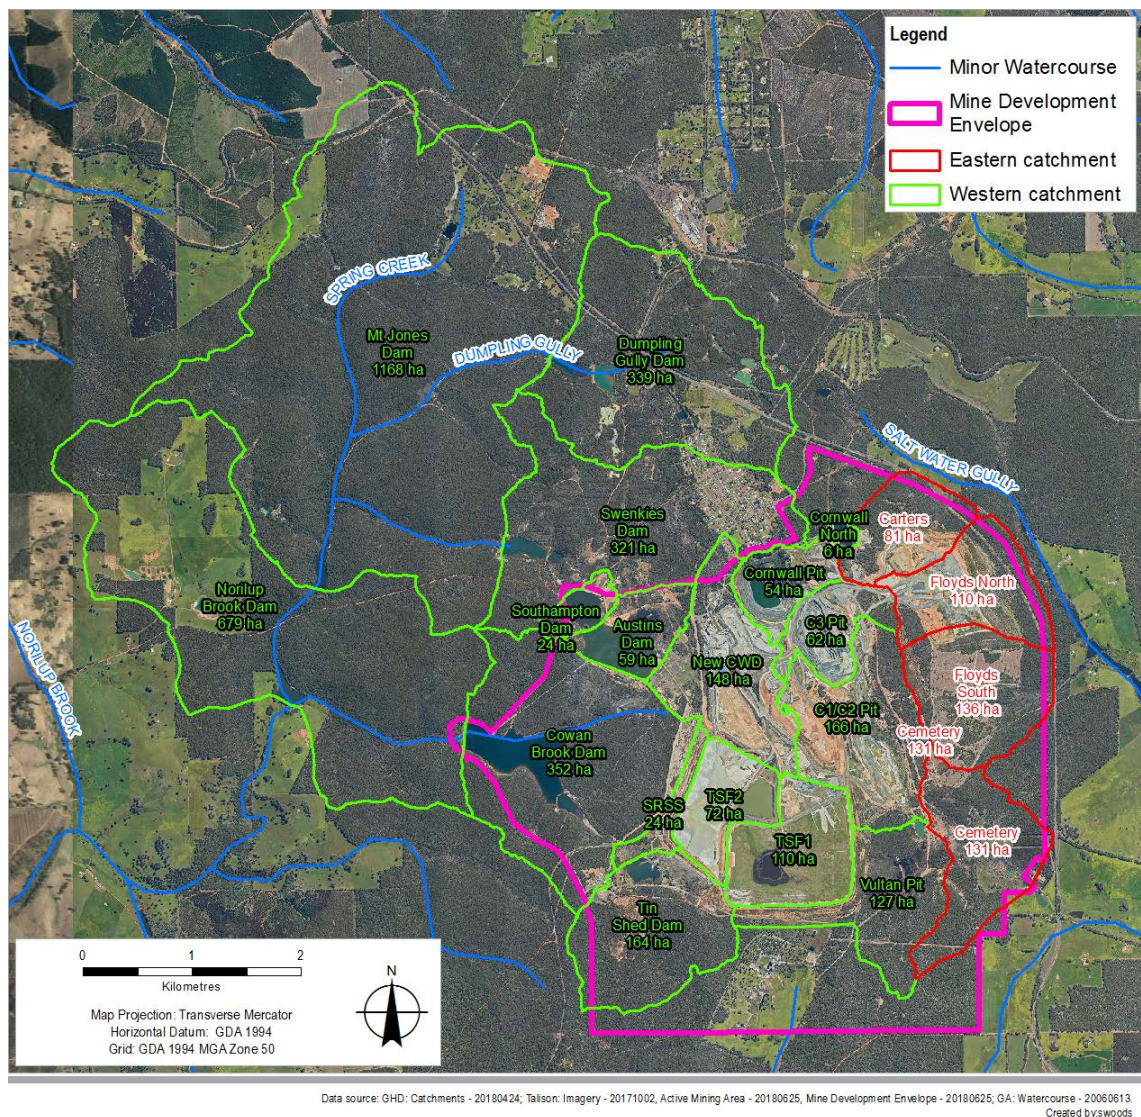 Legend
Minor Watercourse
Mine Development
Envelope
Eastern catchment
Western catchment
SPRING CREEK
Mt Jones
Dam
1168 ha
DUMPLING GULLY
Dumpling
Gully Dam
339 ha
SALT WATER GULLY
Swenkies
Dam
321 ha
Cornwall
North
6 ha
Carters
81 ha
Cornwall Pit
54 ha
Floyds North
110 ha
Norilup
Brook Dam
679 ha
Southampton
Dam
24 ha
Austins
Dam
59 ha
C3 Pit
62 ha
New CWD
148 ha
Floyds
South
136 ha
NORILUP BROOK
C1/C2 Pit
166 ha
Cemetery
131 ha
Cowan
Brook Dam
352 ha
SRSS
24 ha
TSF2
72 ha
TSF1
110 ha
Cemetery
131 ha
Vultan Pit
127 ha
Tin
Shed Dam
164 ha
0 1 2
Kilometres
N
Map Projection: Transverse Mercator
Horizontal Datum: GDA 1994
Grid: GDA 1994 MGA Zone 50
Data source: GHD: Catchments - 20180424; Talison: Imagery - 20171002, Active Mining Area - 20180625, Mine Development Envelope - 20180625; GA: Watercourse - 20060613.
Created by:swoods